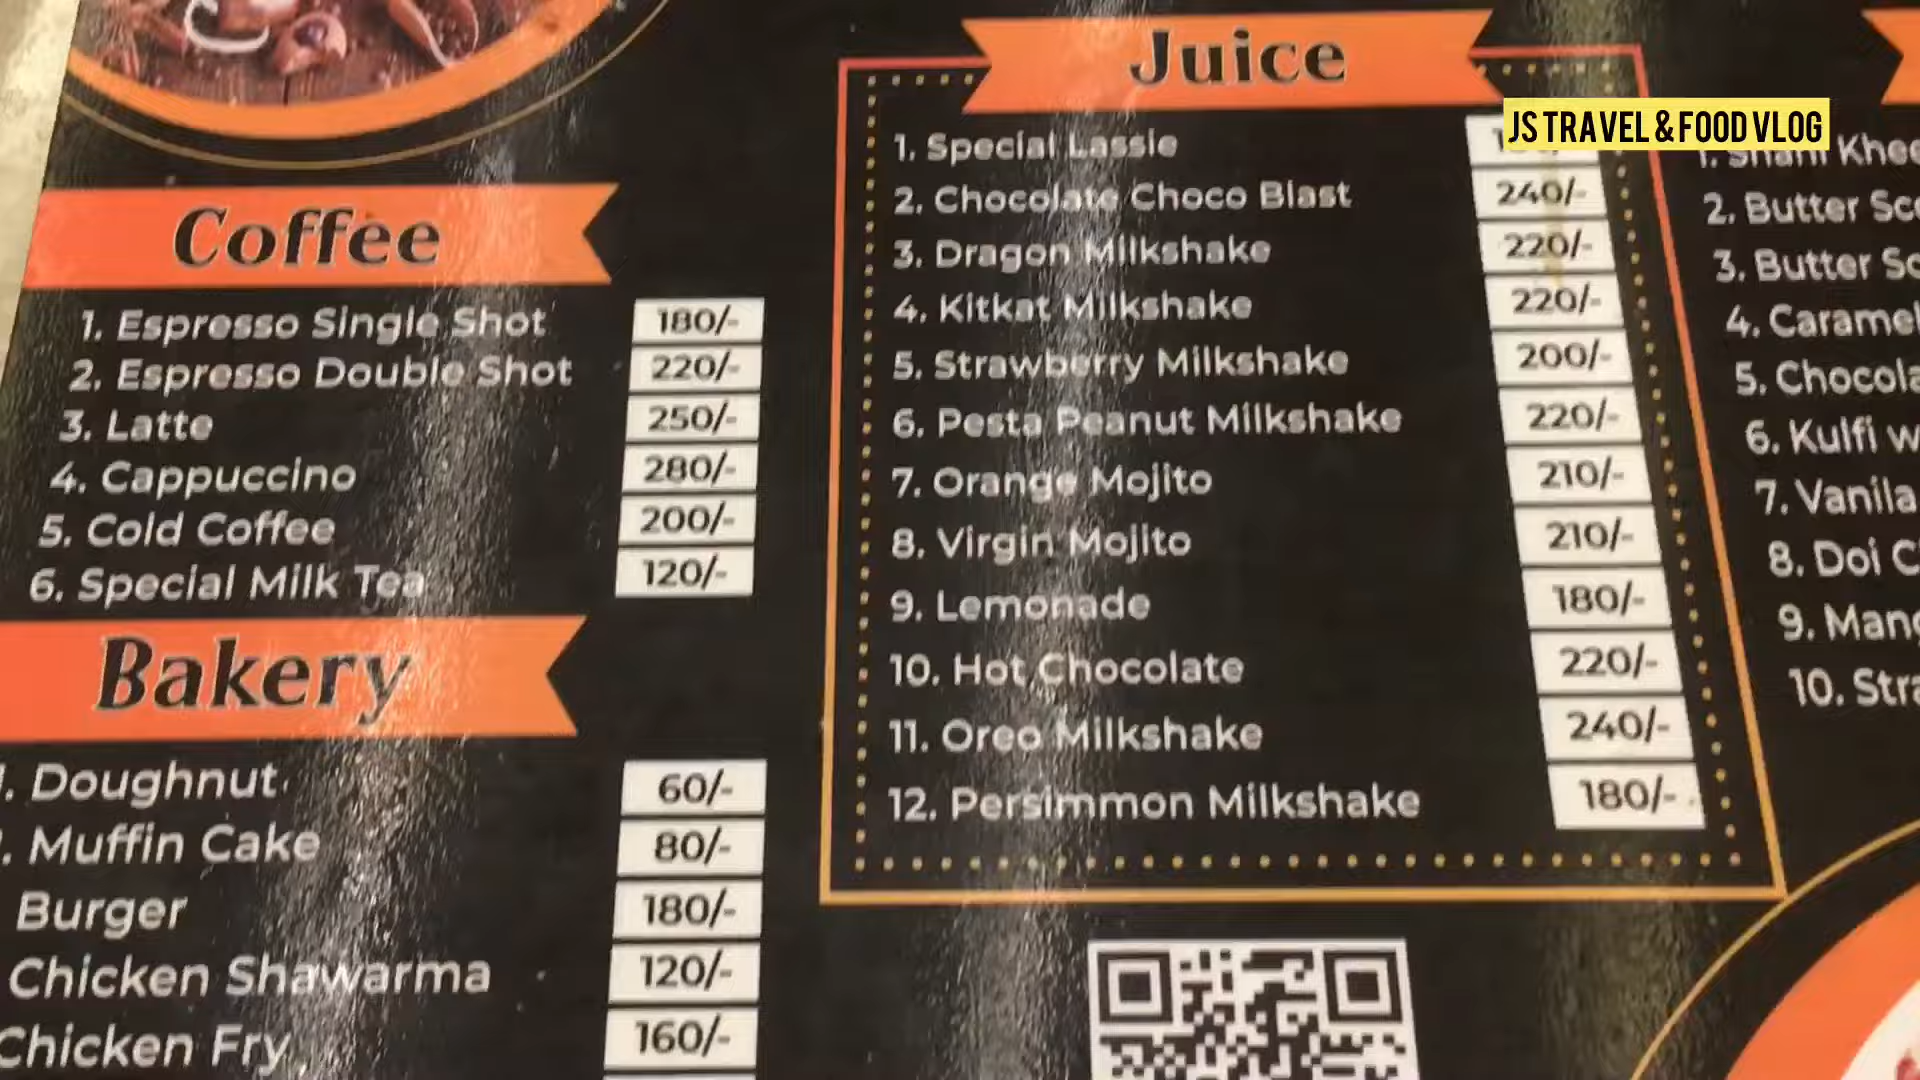 Coffee
1. Espresso Single Shot 180/-
2. Espresso Double Shot 220/-
3. Latte 250/-
4. Cappuccino 280/-
5. Cold Coffee 200/-
6. Special Milk Tea 120/-
Bakery
1. Doughnut 60/-
. Muffin Cake 80/-
Burger 180/-
Chicken Shawarma 120/-
Chicken Fry 160/-
Juice
1. Special Lassie
2. Chocolate Choco Blast 240/-
3. Dragon Milkshake 220/-
4. Kitkat Milkshake 220/-
5. Strawberry Milkshake 200/-
6. Pesta Peanut Milkshake 220/-
7. Orange Mojito 210/-
8. Virgin Mojito 210/-
9. Lemonade 180/-
10. Hot Chocolate 220/-
11. Oreo Milkshake 240/-
12. Persimmon Milkshake 180/-
JS TRAVEL & FOOD VLOG
1. Shahi
2. Butter
3. Butter
4. Caramel
5.
6. Kulfi
7. Vanila
8. Doi
9.
10.